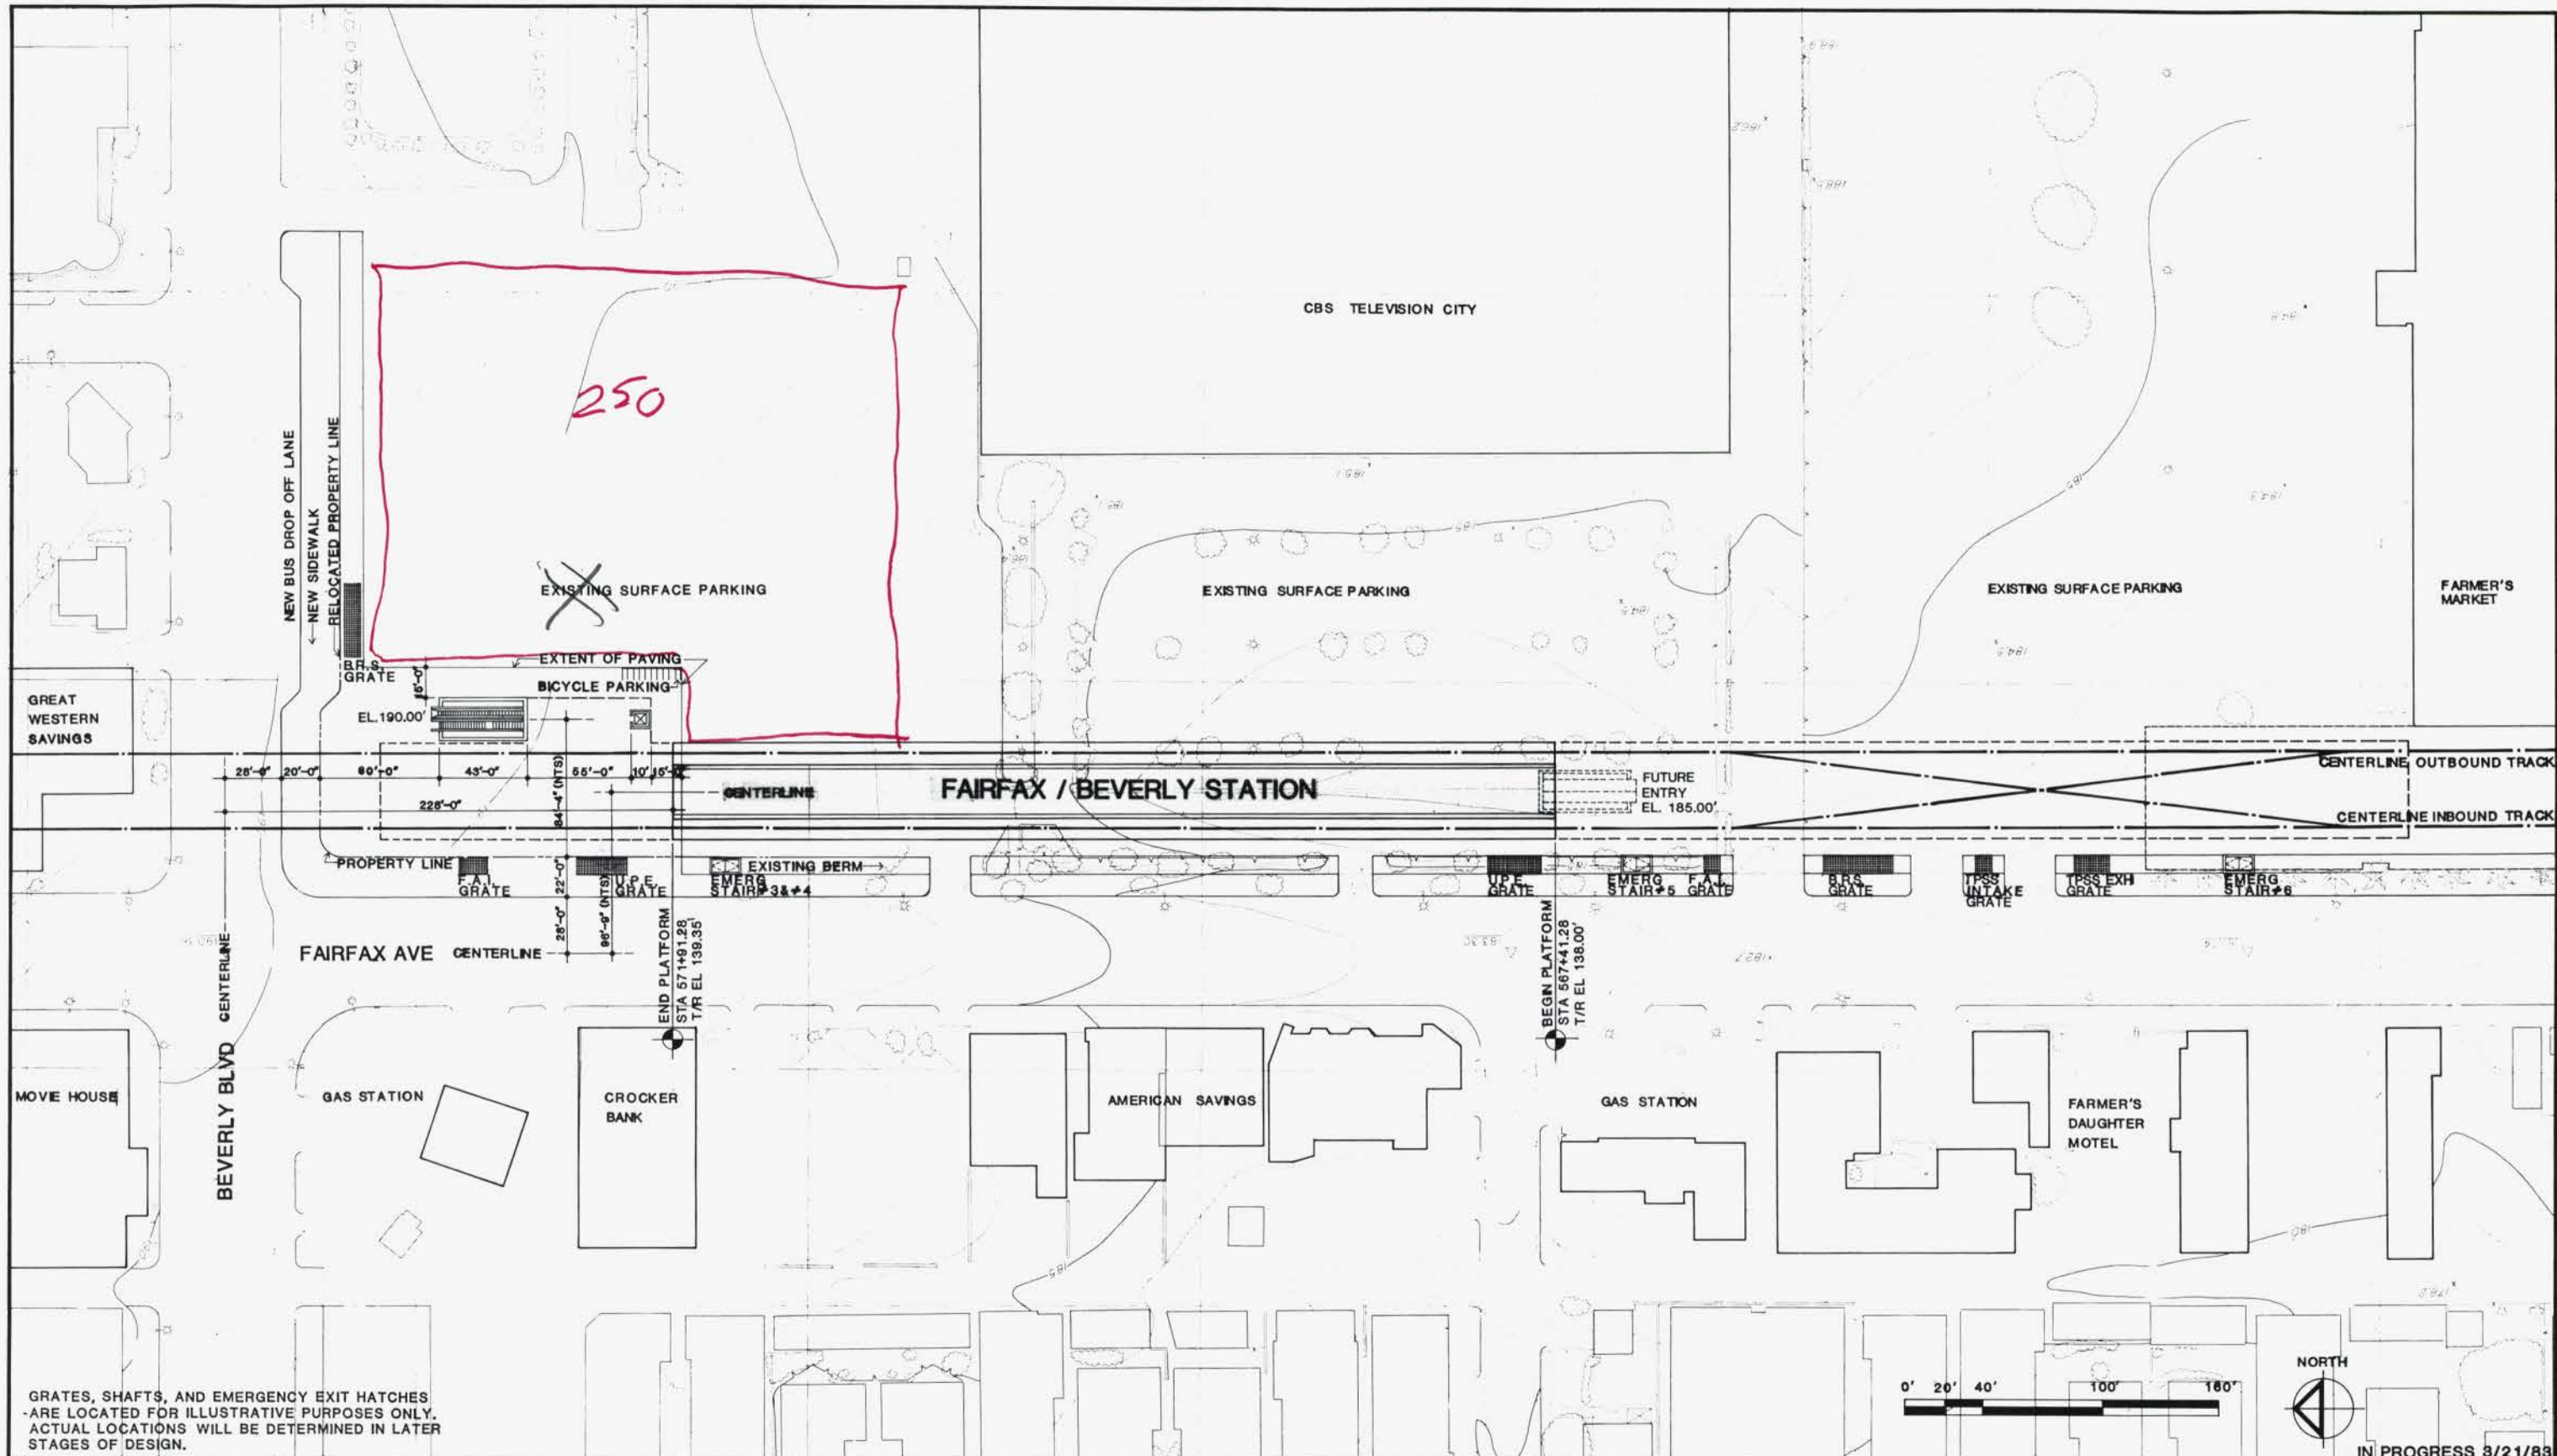 CBS TELEVISION CITY
250
NEW BUS DROP OFF LANE
NEW SIDEWALK
RELOCATED PROPERTY LINE
EXISTING SURFACE PARKING
EXISTING SURFACE PARKING
EXISTING SURFACE PARKING
FARMER'S
MARKET
B.R.S.
GRATE
15'-0"
EXTENT OF PAVING
BICYCLE PARKING
EL.190.00'
GREAT
WESTERN
SAVINGS
28'-0" 20'-0" 60'-0" 43'-0" 55'-0" 10' 15'-0"
228'-0"
84'-4" (NTS)
CENTERLINE
FAIRFAX / BEVERLY STATION
FUTURE
ENTRY
EL. 185.00'
CENTERLINE OUTBOUND TRACK
CENTERLINE INBOUND TRACK
PROPERTY LINE
F.A.I.
GRATE
22'-0"
U.P.E.
GRATE
EMERG
STAIR#3&#4
EXISTING BERM
U.P.E.
GRATE
EMERG
STAIR#5
F.A.I.
GRATE
B.R.S.
GRATE
TPSS
INTAKE
GRATE
TPSS EXH
GRATE
EMERG
STAIR#6
28'-0"
96'-9" (NTS)
FAIRFAX AVE CENTERLINE
BEVERLY BLVD CENTERLINE
END PLATFORM
STA 571+91.28
T/R EL 139.35'
BEGIN PLATFORM
STA 567+41.28
T/R EL 138.00'
MOVIE HOUSE
GAS STATION
CROCKER
BANK
AMERICAN SAVINGS
GAS STATION
FARMER'S
DAUGHTER
MOTEL
185
185
185
180
GRATES, SHAFTS, AND EMERGENCY EXIT HATCHES
-ARE LOCATED FOR ILLUSTRATIVE PURPOSES ONLY.
ACTUAL LOCATIONS WILL BE DETERMINED IN LATER
STAGES OF DESIGN.
0' 20' 40' 100' 160'
NORTH
IN PROGRESS 3/21/83